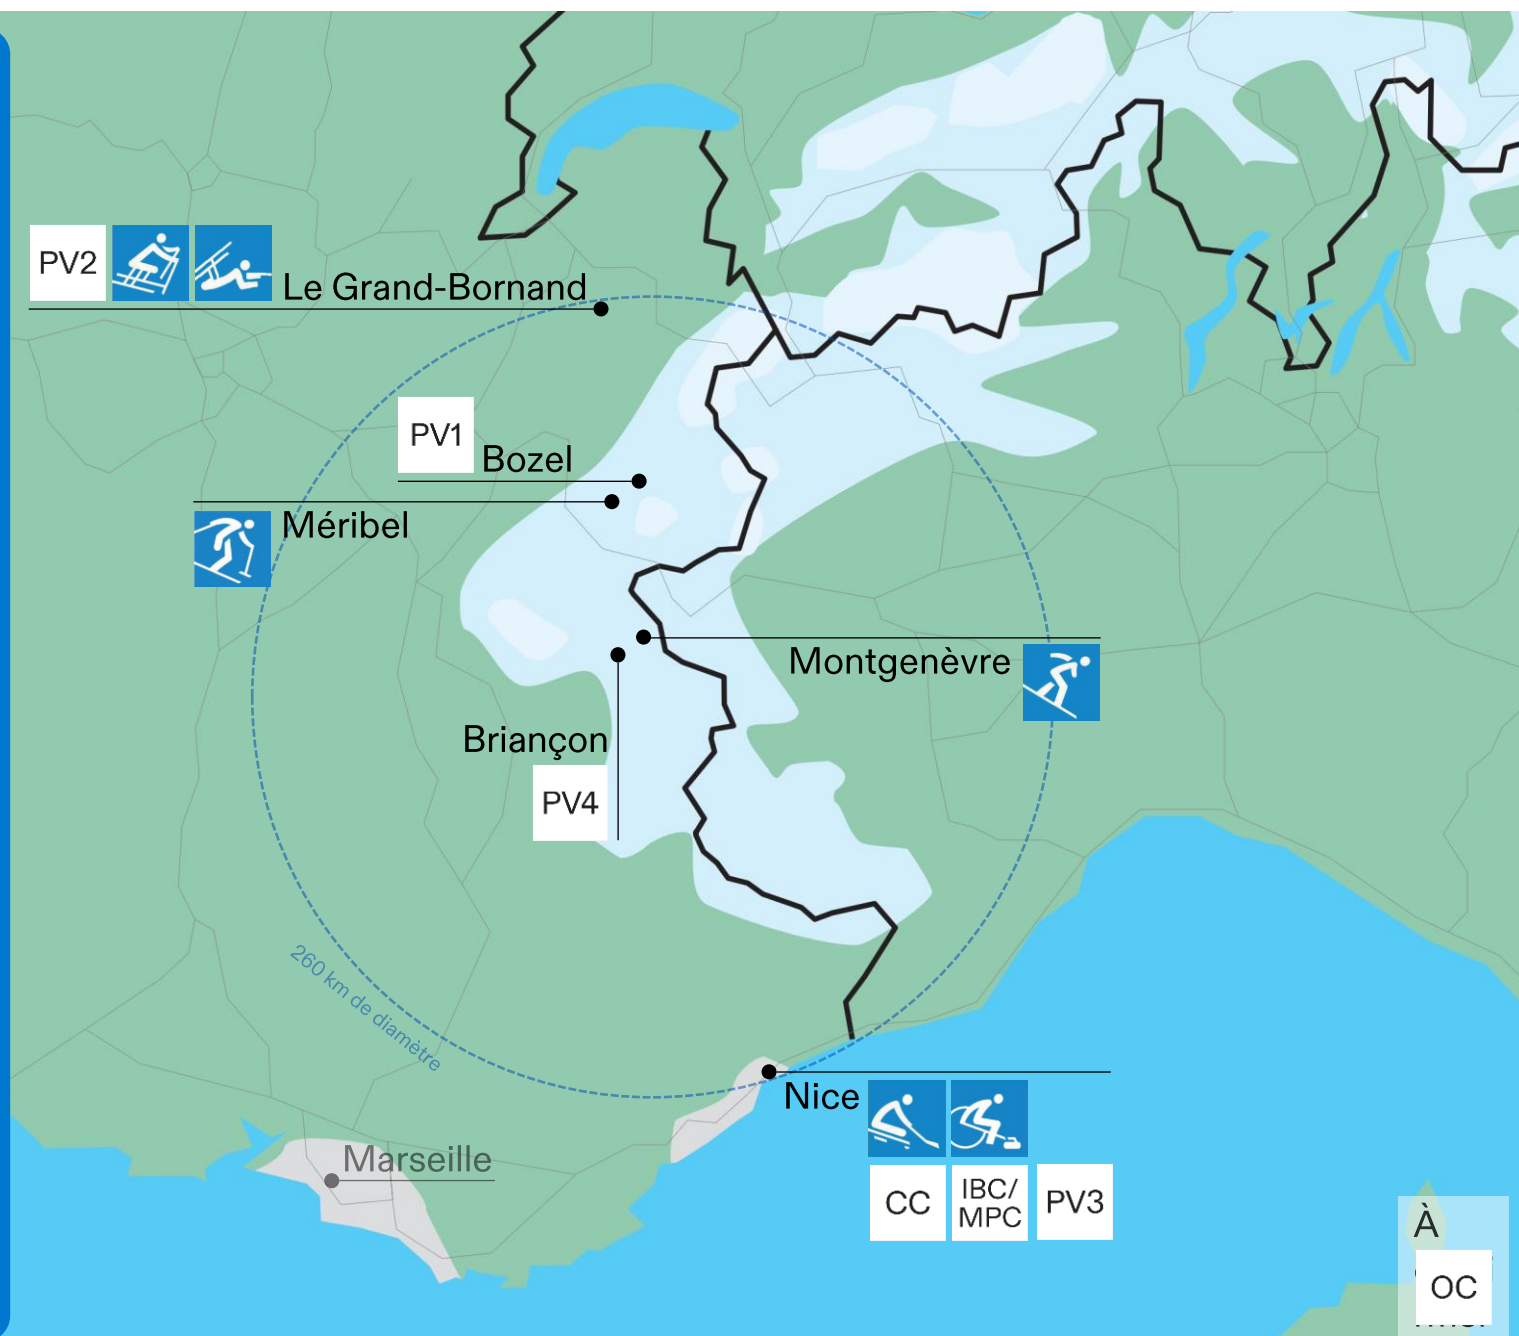 PV2
Le Grand-Bornand
PV1
Bozel
Méribel
Montgenèvre
Briançon
PV4
260 km de diamètre
Nice
CC
IBC/
MPC
PV3
Marseille
À
OC